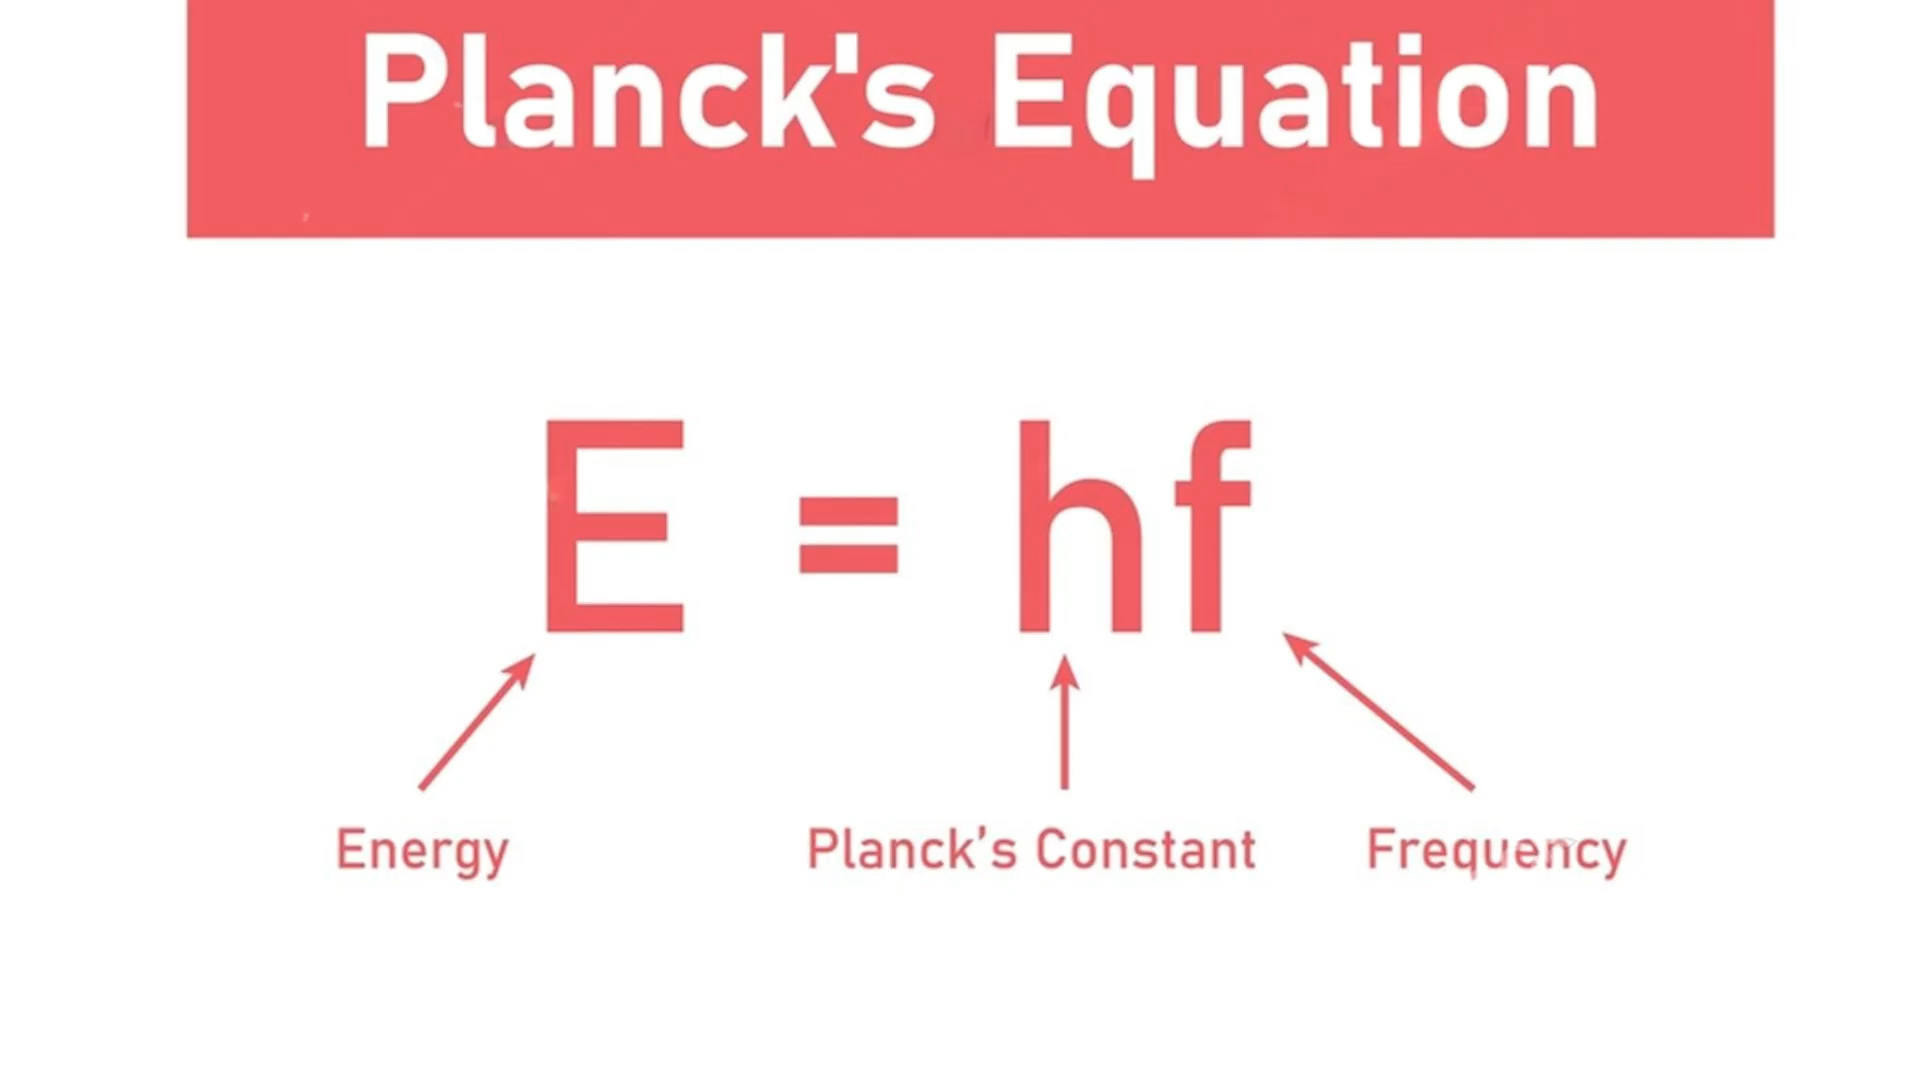 Planck's Equation
E = hf
Energy
Planck’s Constant
Frequency